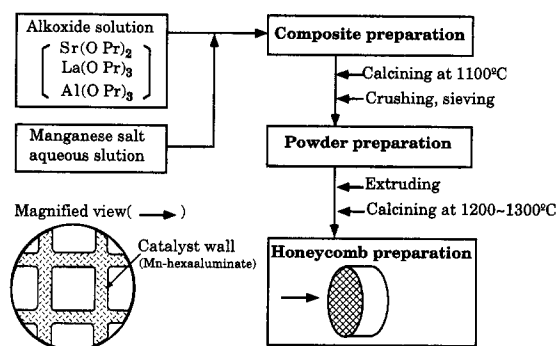 Alkoxide solution
Sr(O Pr)2
La(O Pr)3
Al(O Pr)3
Manganese salt
aqueous slution
Composite preparation
Calcining at 1100ºC
Crushing, sieving
Powder preparation
Extruding
Calcining at 1200~1300ºC
Honeycomb preparation
Magnified view( → )
Catalyst wall
(Mn-hexaaluminate)